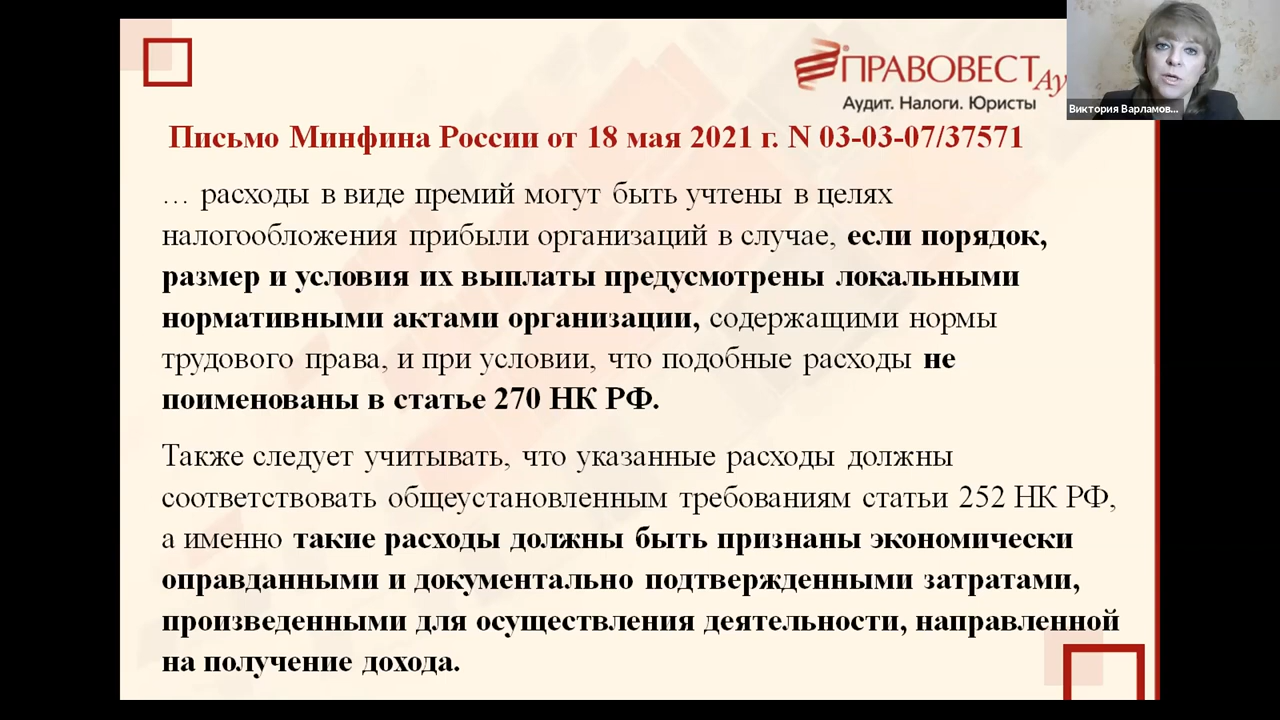 ПРАВОВЕСТ Ау
Аудит. Налоги. Юристы
Виктория Варламов...
Письмо Минфина России от 18 мая 2021 г. N 03-03-07/37571
… расходы в виде премий могут быть учтены в целях
налогообложения прибыли организаций в случае, если порядок,
размер и условия их выплаты предусмотрены локальными
нормативными актами организации, содержащими нормы
трудового права, и при условии, что подобные расходы не
поименованы в статье 270 НК РФ.
Также следует учитывать, что указанные расходы должны
соответствовать общеустановленным требованиям статьи 252 НК РФ,
а именно такие расходы должны быть признаны экономически
оправданными и документально подтвержденными затратами,
произведенными для осуществления деятельности, направленной
на получение дохода.